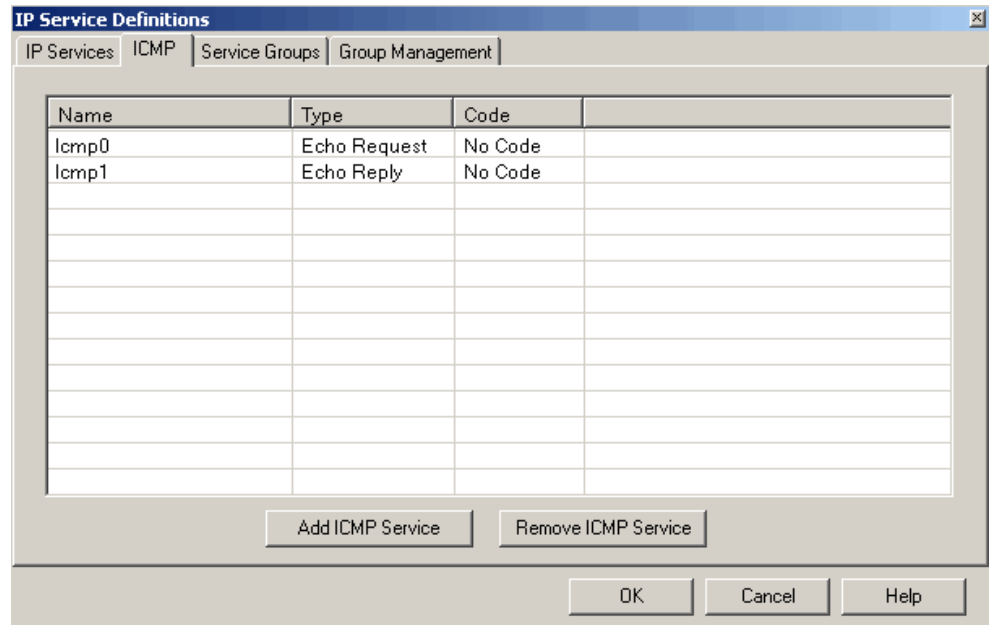 IP Service Definitions
IP Services ICMP Service Groups Group Management
Name Type Code
Icmp0 Echo Request No Code
Icmp1 Echo Reply No Code
Add ICMP Service Remove ICMP Service
OK Cancel Help